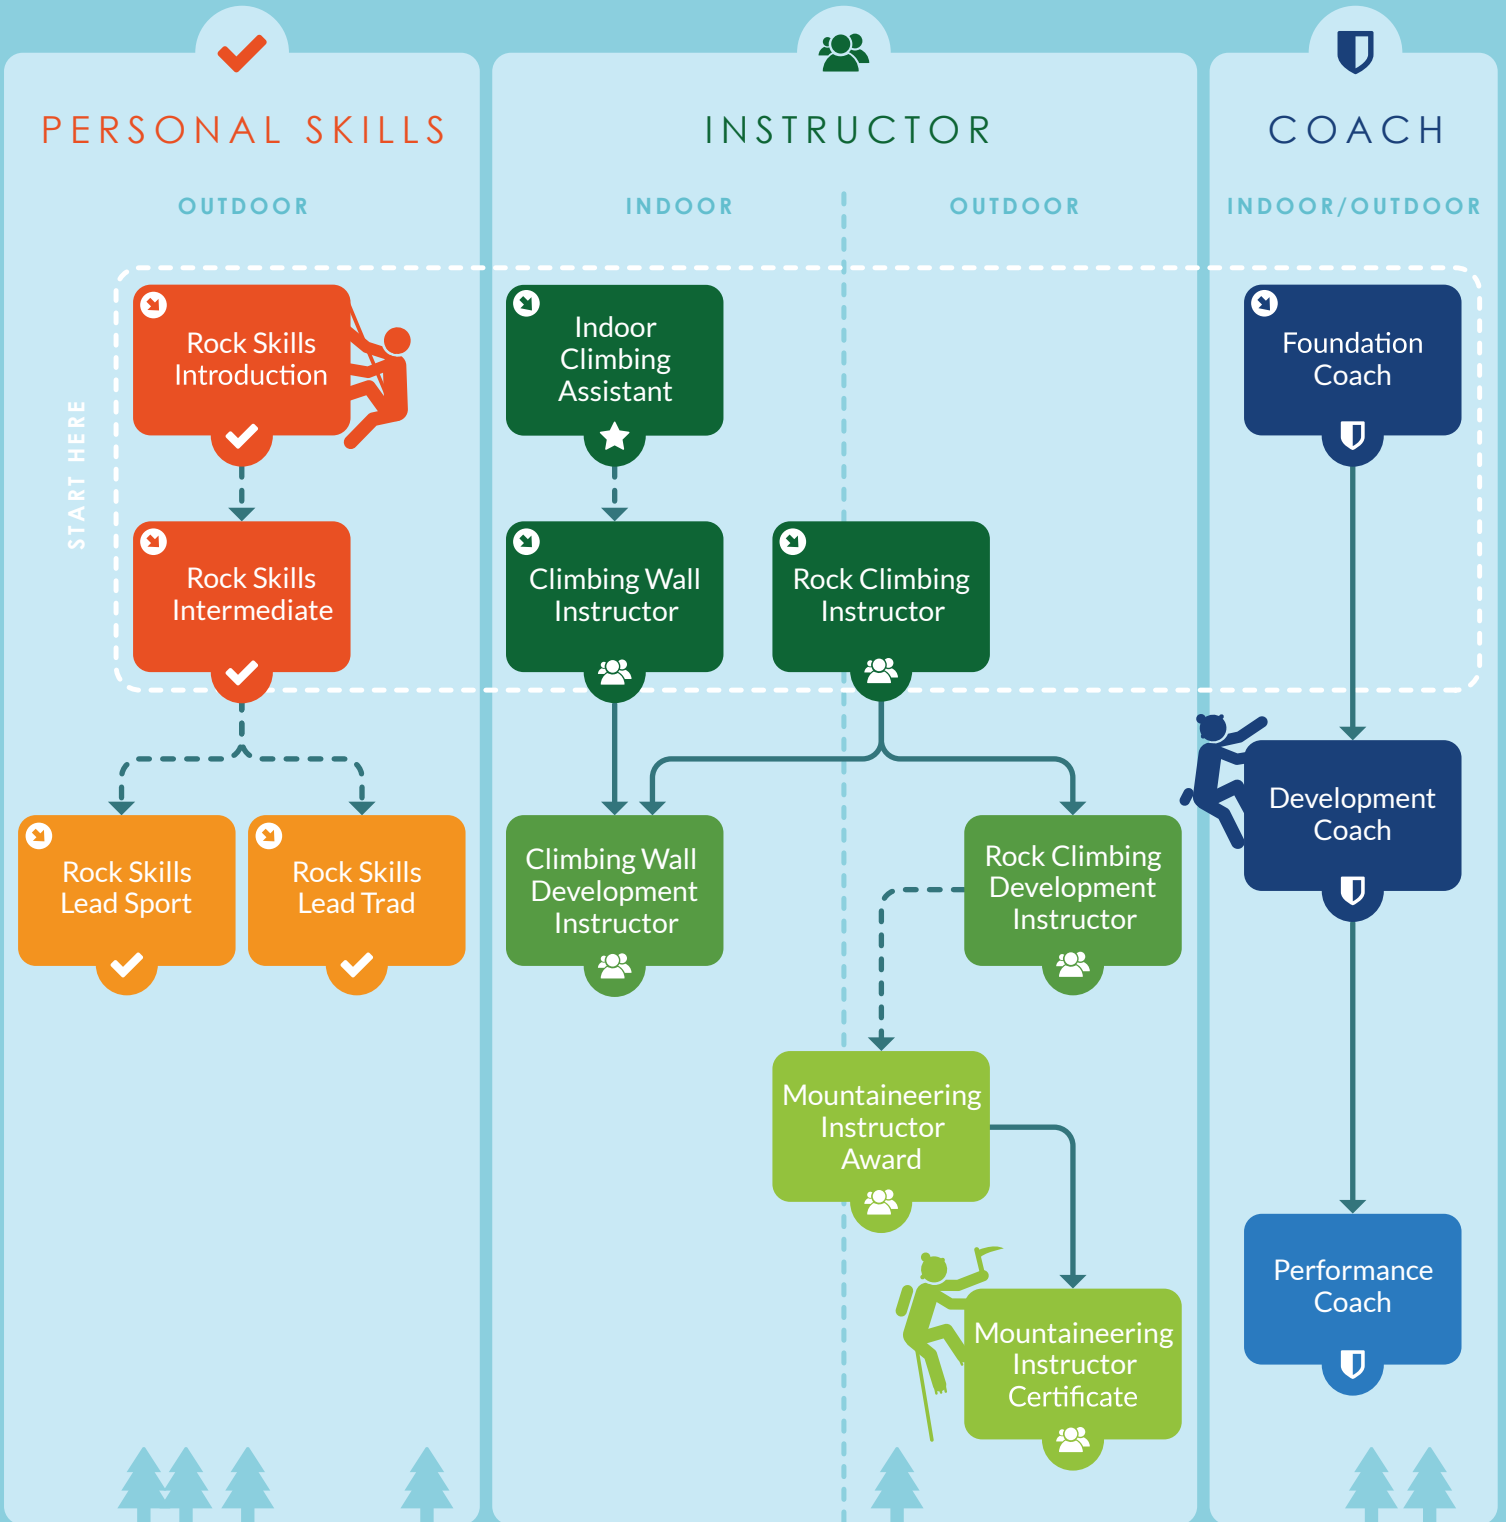 PERSONAL SKILLS
OUTDOOR
START HERE
Rock Skills
Introduction
Rock Skills
Intermediate
Rock Skills
Lead Sport
Rock Skills
Lead Trad
INSTRUCTOR
INDOOR
OUTDOOR
Indoor
Climbing
Assistant
Climbing Wall
Instructor
Rock Climbing
Instructor
Climbing Wall
Development
Instructor
Rock Climbing
Development
Instructor
Mountaineering
Instructor
Award
Mountaineering
Instructor
Certificate
COACH
INDOOR/OUTDOOR
Foundation
Coach
Development
Coach
Performance
Coach